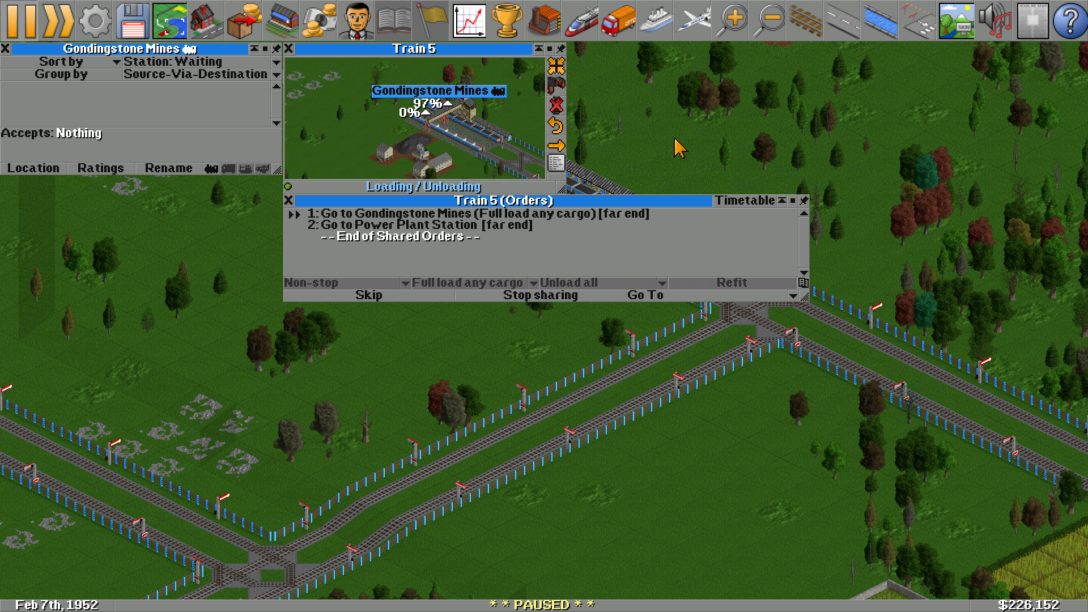 Gondingstone Mines
Sort by Station: Waiting
Group by Source-Via-Destination
Accepts: Nothing
Location Ratings Rename
Train 5
Gondingstone Mines
97%
0%
Loading / Unloading
Train 5 (Orders) Timetable
1: Go to Gondingstone Mines (Full load any cargo) [far end]
2: Go to Power Plant Station [far end]
- - End of Shared Orders - -
Non-stop Full load any cargo Unload all Refit
Skip Stop sharing Go To
Feb 7th, 1952 * * PAUSED * * $226,152